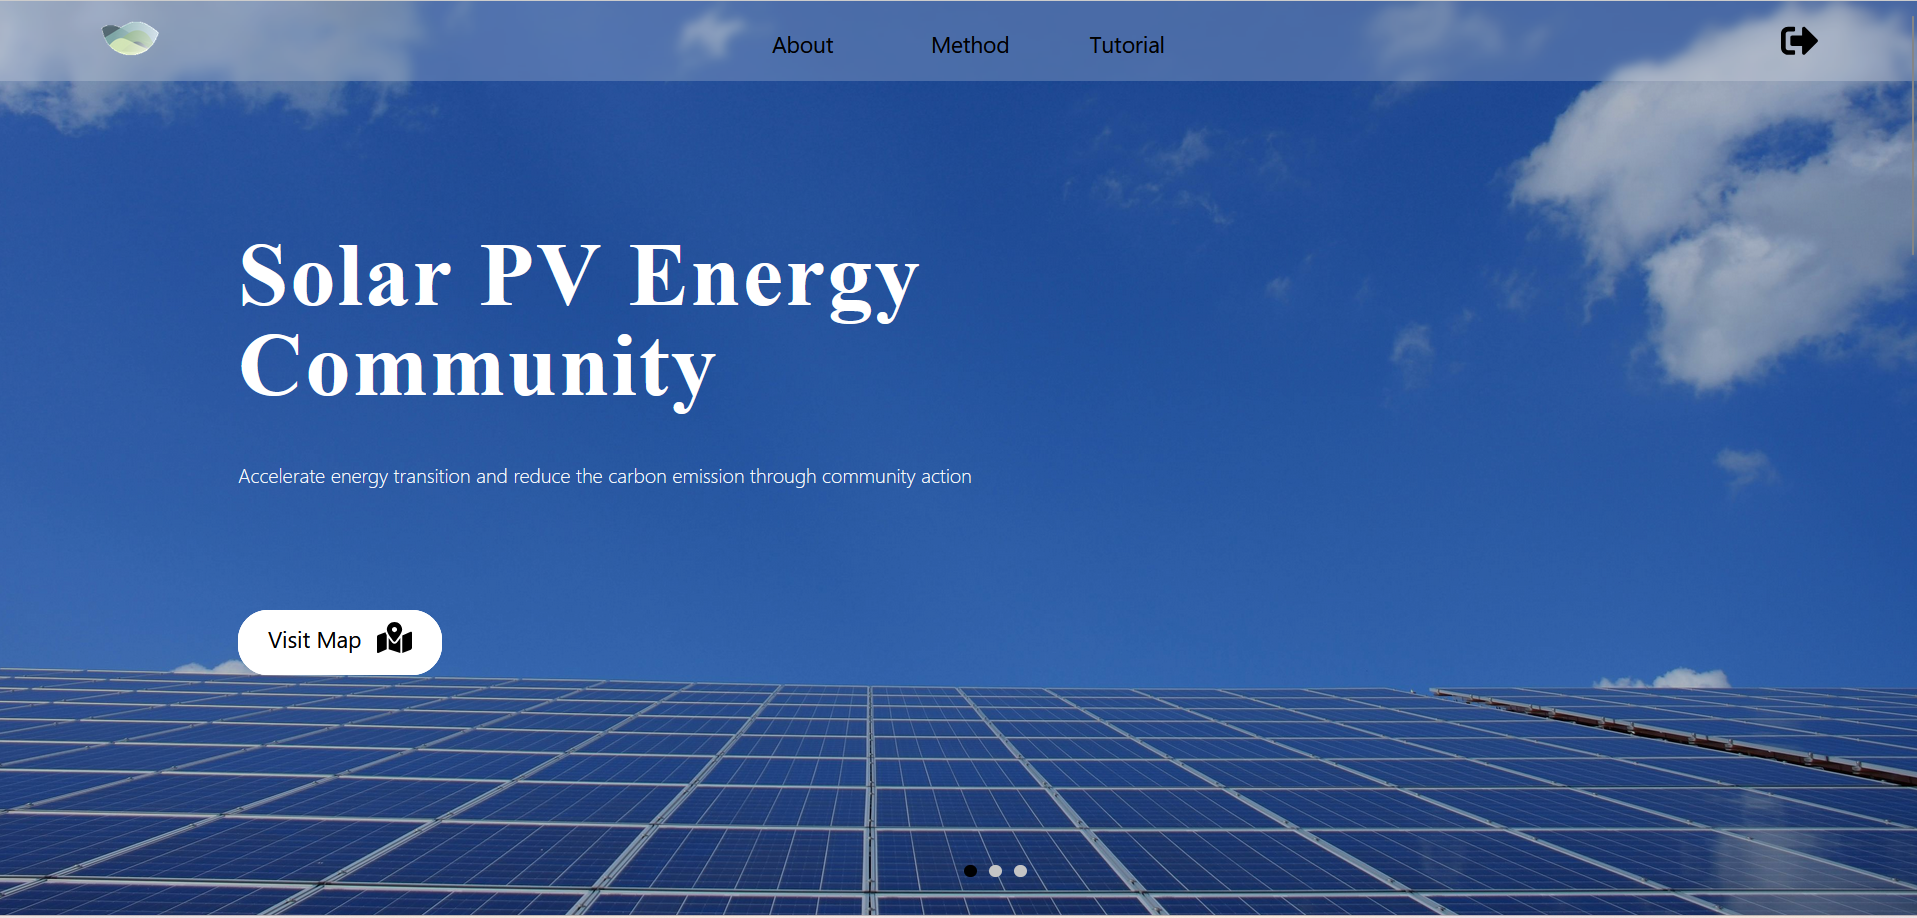 About
Method
Tutorial
Solar PV Energy
Community
Accelerate energy transition and reduce the carbon emission through community action
Visit Map